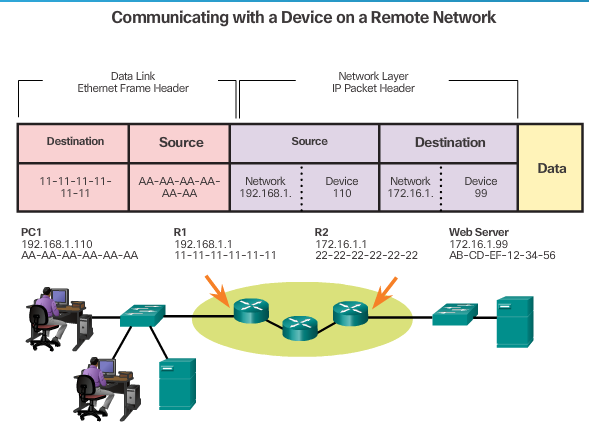 Communicating with a Device on a Remote Network
Data Link
Ethernet Frame Header
Network Layer
IP Packet Header
Destination
Source
Source
Destination
Data
11-11-11-11-
11-11
AA-AA-AA-AA-
AA-AA
Network
192.168.1.
Device
110
Network
172.16.1.
Device
99
PC1
192.168.1.110
AA-AA-AA-AA-AA-AA
R1
192.168.1.1
11-11-11-11-11-11
R2
172.16.1.1
22-22-22-22-22-22
Web Server
172.16.1.99
AB-CD-EF-12-34-56